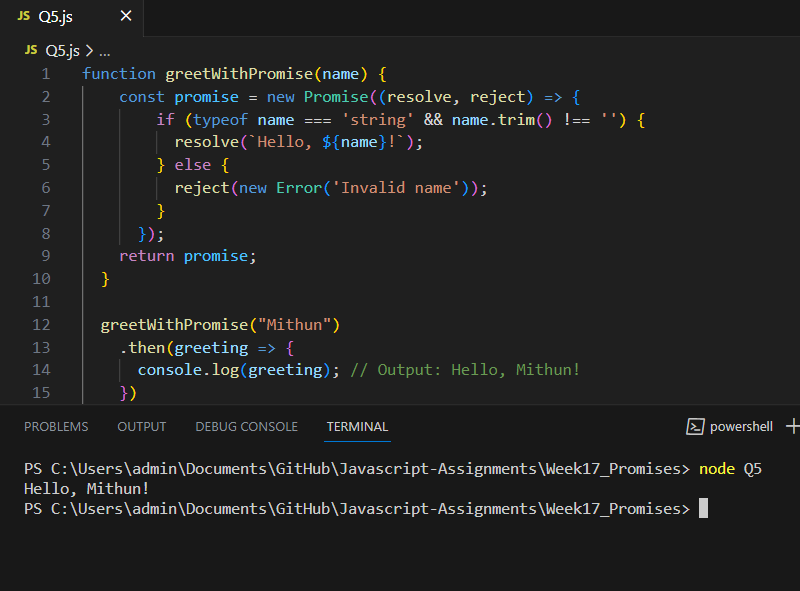 JS Q5.js ×
JS Q5.js > ...
1 function greetWithPromise(name) {
2     const promise = new Promise((resolve, reject) => {
3         if (typeof name === 'string' && name.trim() !== '') {
4           resolve(`Hello, ${name}!`);
5         } else {
6           reject(new Error('Invalid name'));
7         }
8       });
9     return promise;
10   }
11
12   greetWithPromise("Mithun")
13     .then(greeting => {
14       console.log(greeting); // Output: Hello, Mithun!
15     })
PROBLEMS OUTPUT DEBUG CONSOLE TERMINAL powershell +
PS C:\Users\admin\Documents\GitHub\Javascript-Assignments\Week17_Promises> node Q5
Hello, Mithun!
PS C:\Users\admin\Documents\GitHub\Javascript-Assignments\Week17_Promises>